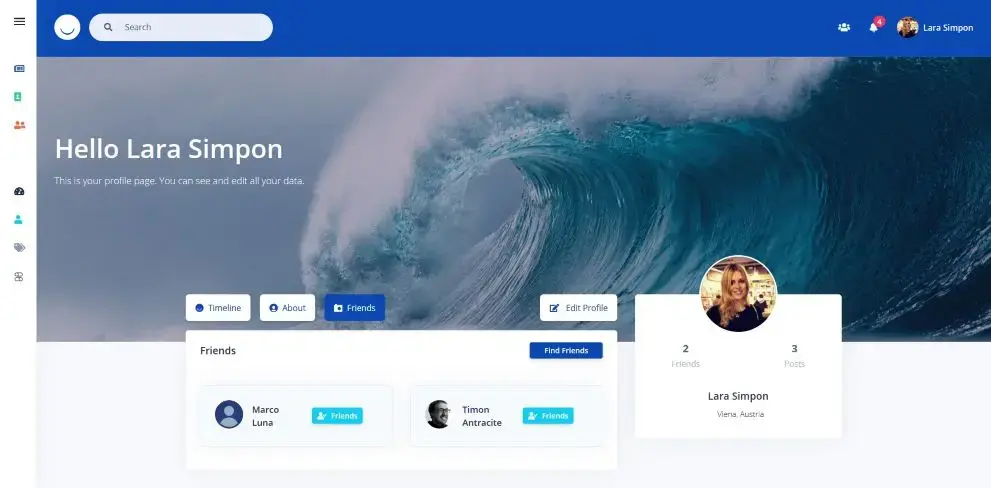 Search
4
Lara Simpon
Hello Lara Simpon
This is your profile page. You can see and edit all your data.
Timeline
About
Friends
Edit Profile
Friends
Find Friends
Marco
Luna
Friends
Timon
Antracite
Friends
2
3
Friends
Posts
Lara Simpon
Viena, Austria